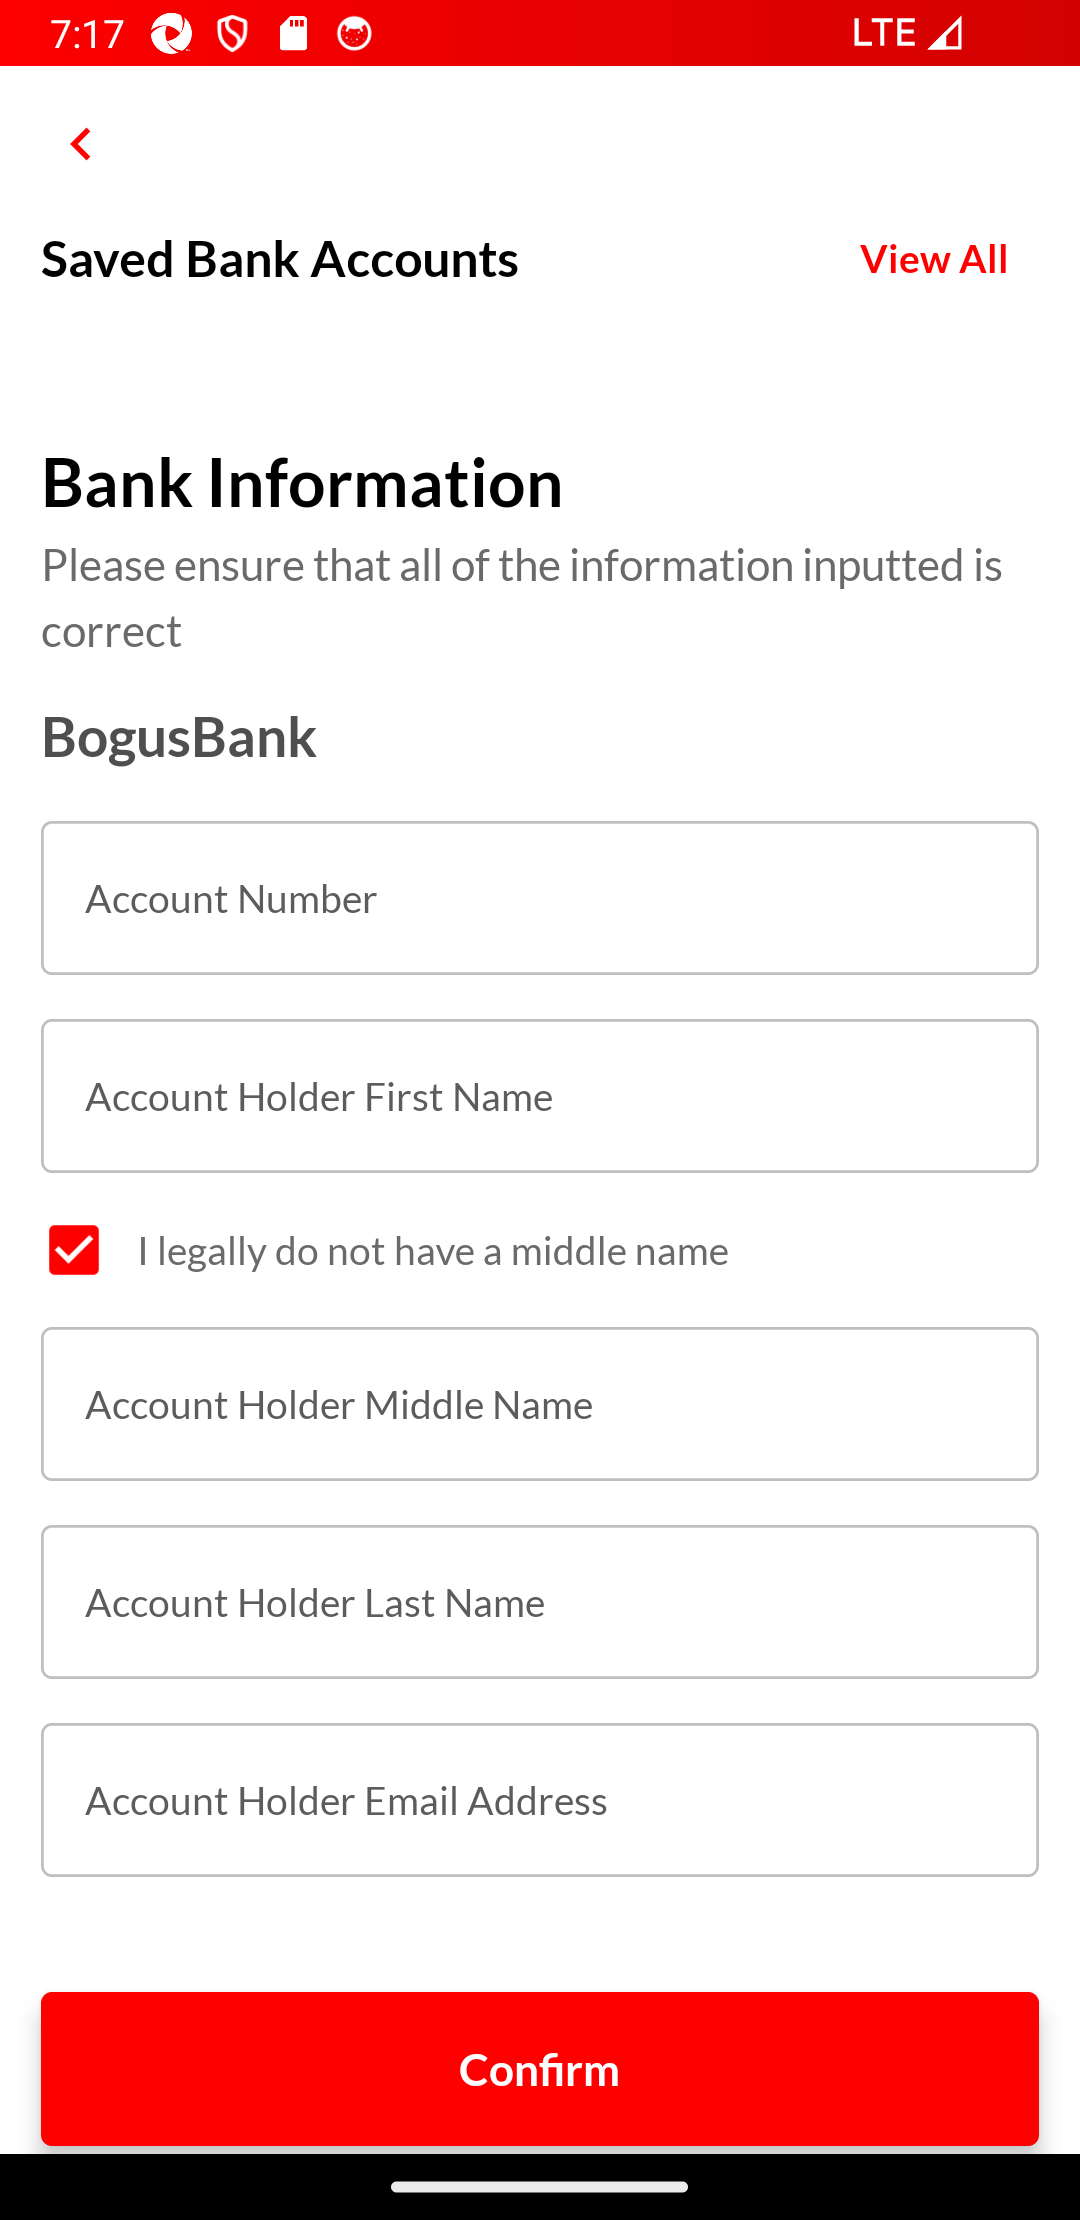 7:17
LTE
Saved Bank Accounts
View All
Bank Information
Please ensure that all of the information inputted is
correct
BogusBank
Account Number
Account Holder First Name
I legally do not have a middle name
Account Holder Middle Name
Account Holder Last Name
Account Holder Email Address
Confirm